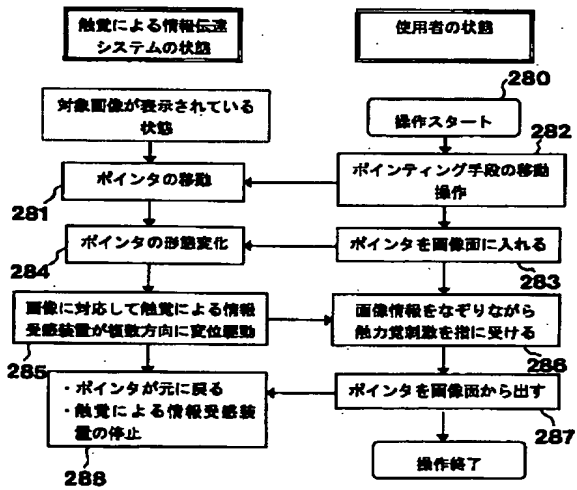 触覚による情報伝達
システムの状態
使用者の状態
280
対象画像が表示されている
状態
操作スタート
282
ポインタの移動
ポインティング手段の移動
操作
281
ポインタの形態変化
ポインタを画像面に入れる
284
283
画像に対応して触覚による情報
受感装置が複数方向に変位駆動
画像情報をなぞりながら
触力覚刺激を指に受ける
285
286
・ポインタが元に戻る
・触覚による情報受感装
置の停止
ポインタを画像面から出す
287
288
操作終了